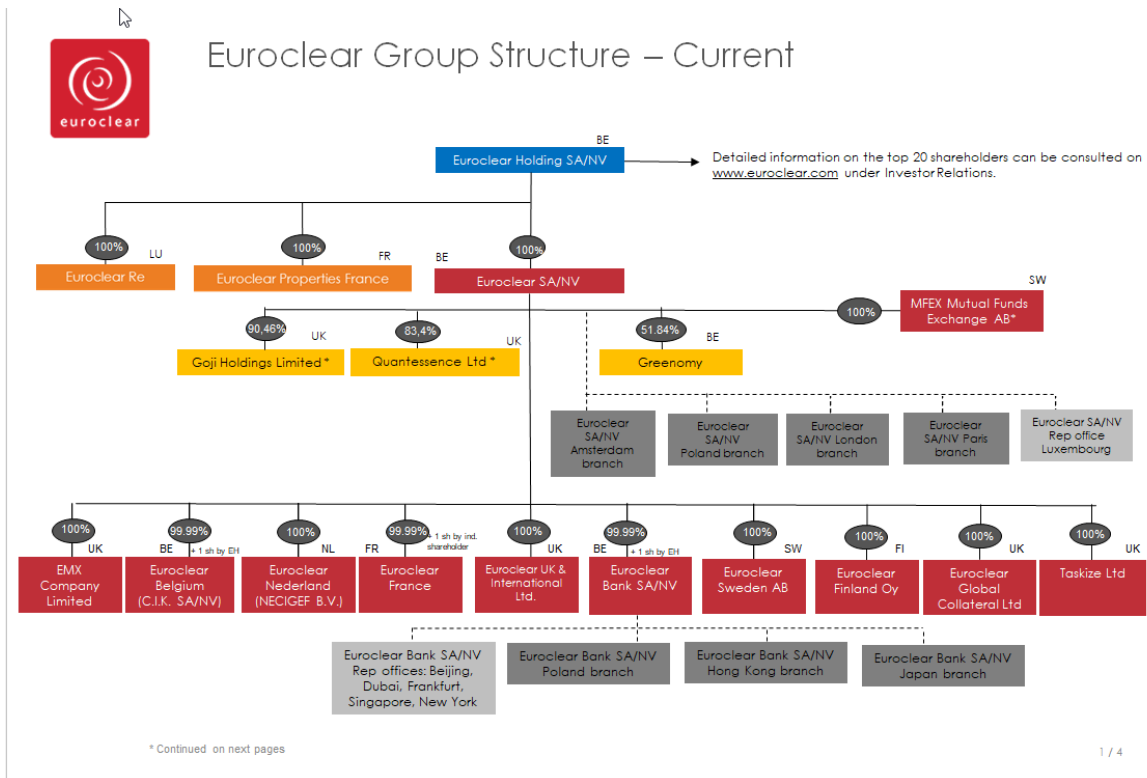 Euroclear Group Structure – Current
euroclear
BE
Euroclear Holding SA/NV
Detailed information on the top 20 shareholders can be consulted on
www.euroclear.com under Investor Relations.
100%
LU
Euroclear Re
100%
FR
Euroclear Properties France
BE
100%
Euroclear SA/NV
SW
100%
MFEX Mutual Funds
Exchange AB*
90,46%
UK
Goji Holdings Limited *
83,4%
UK
Quantessence Ltd *
51.84%
BE
Greenomy
Euroclear
SA/NV
Amsterdam
branch
Euroclear
SA/NV
Poland branch
Euroclear
SA/NV London
branch
Euroclear
SA/NV Paris
branch
Euroclear SA/NV
Rep office
Luxembourg
100%
UK
EMX
Company
Limited
99.99%
BE
+ 1 sh by EH
Euroclear
Belgium
(C.I.K. SA/NV)
100%
NL
Euroclear
Nederland
(NECIGEF B.V.)
99.99%
+ 1 sh by ind.
shareholder
FR
Euroclear
France
100%
UK
Euroclear UK &
International
Ltd.
99.99%
BE
+ 1 sh by EH
Euroclear
Bank SA/NV
100%
SW
Euroclear
Sweden AB
100%
FI
Euroclear
Finland Oy
100%
UK
Euroclear
Global
Collateral Ltd
100%
UK
Taskize Ltd
Euroclear Bank SA/NV
Rep offices: Beijing,
Dubai, Frankfurt,
Singapore, New York
Euroclear Bank SA/NV
Poland branch
Euroclear Bank SA/NV
Hong Kong branch
Euroclear Bank SA/NV
Japan branch
* Continued on next pages
1 / 4